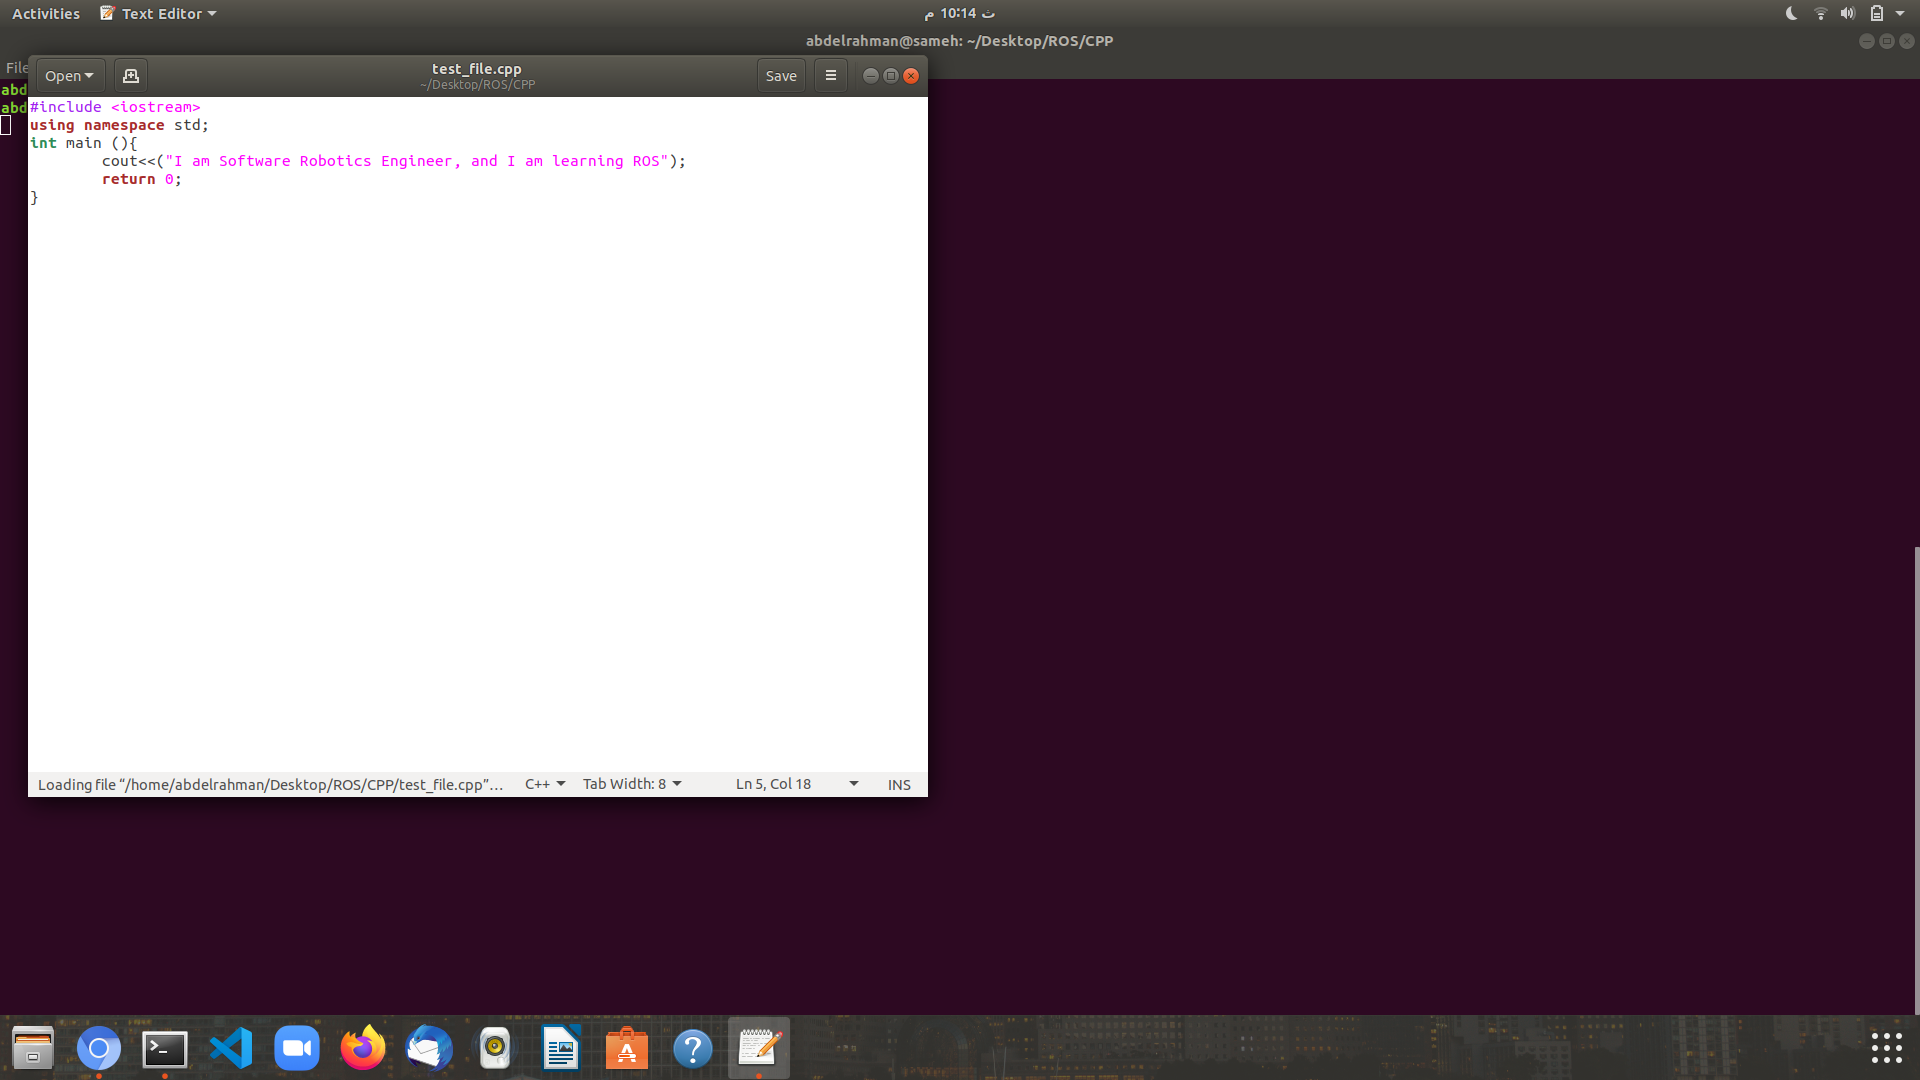 Activities Text Editor ث 10:14 م
abdelrahman@sameh: ~/Desktop/ROS/CPP
File
Open test_file.cpp Save
~/Desktop/ROS/CPP
abd
abd
#include <iostream>
using namespace std;
int main (){
cout<<("I am Software Robotics Engineer, and I am learning ROS");
return 0;
}
Loading file “/home/abdelrahman/Desktop/ROS/CPP/test_file.cpp”… C++ Tab Width: 8 Ln 5, Col 18 INS